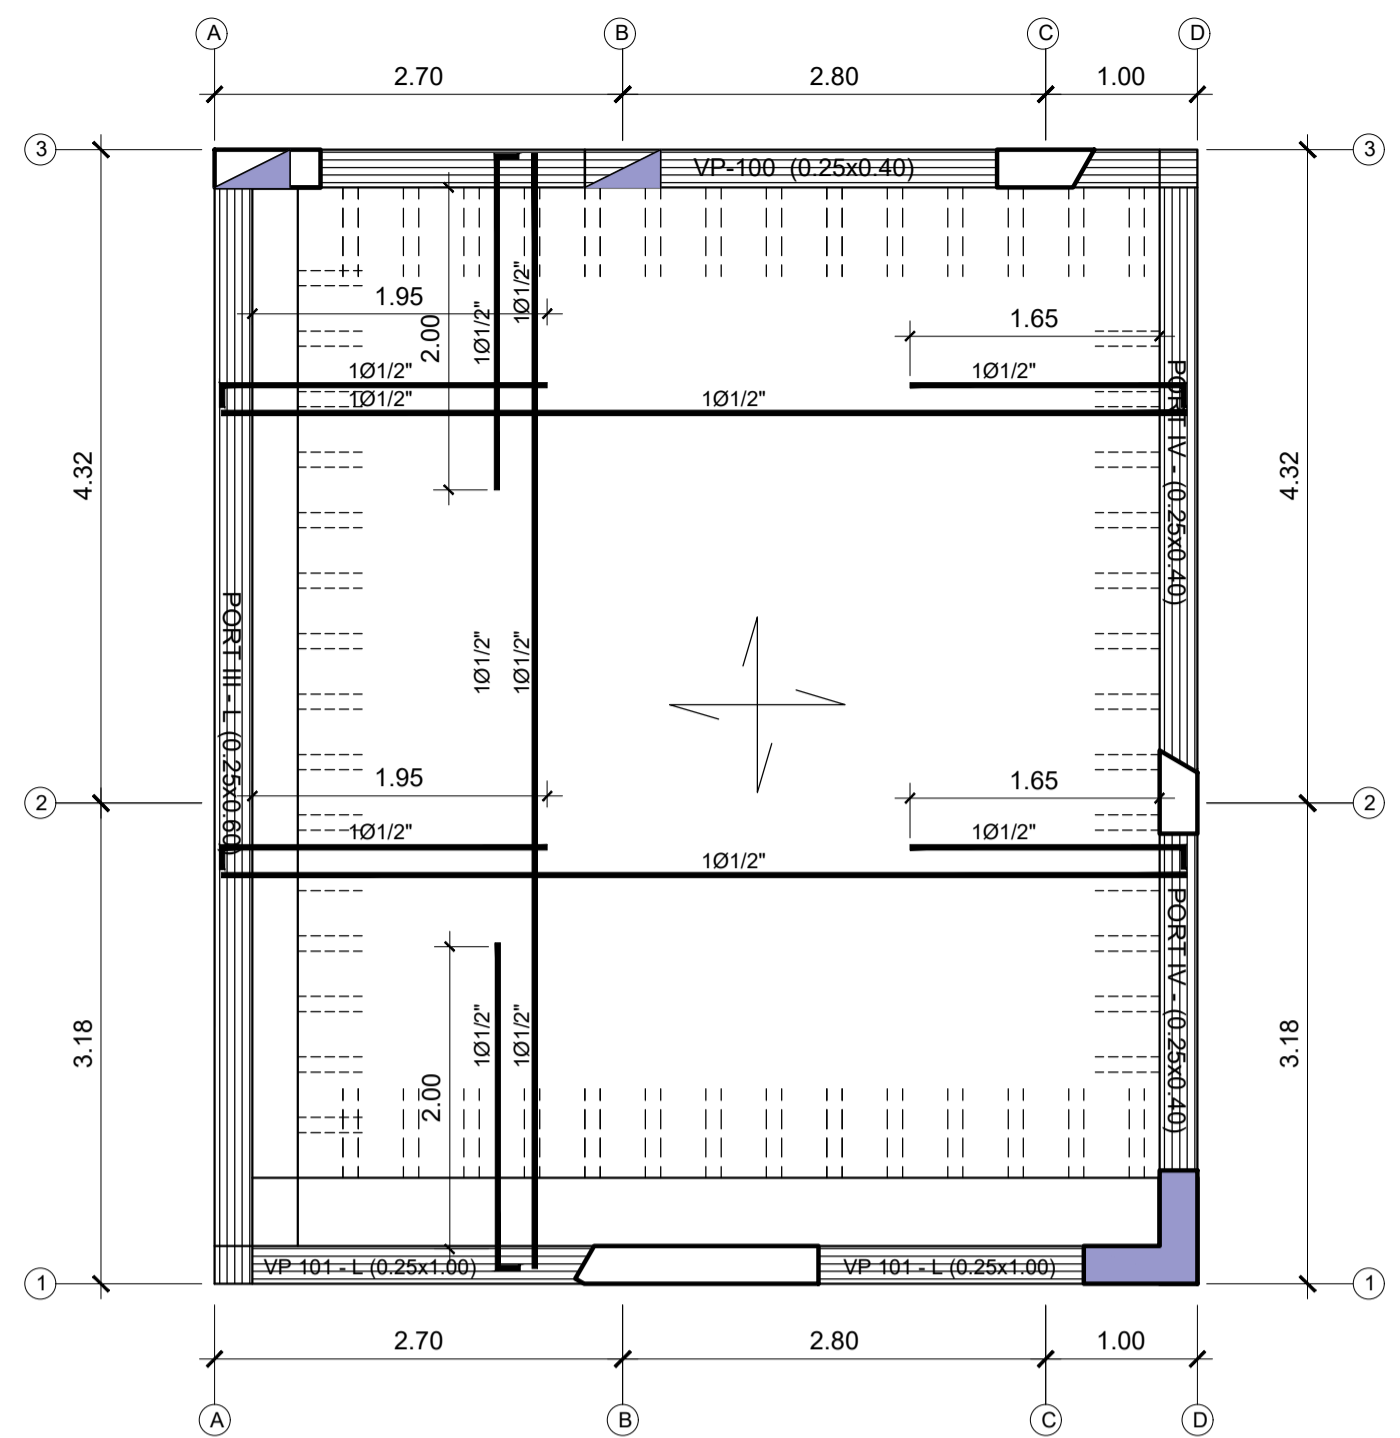 A B C D
2.70 2.80 1.00
3 3
VP-100 (0.25x0.40)
1.95
2.00
1Ø1/2"
1Ø1/2"
1.65
1Ø1/2"
1Ø1/2"
1Ø1/2"
1Ø1/2"
PORT IV - (0.25x0.40)
4.32
4.32
PORT III - L (0.25x0.60)
1Ø1/2"
1Ø1/2"
1.95
1.65
2 2
1Ø1/2"
1Ø1/2"
1Ø1/2"
PORT IV - (0.25x0.40)
3.18
3.18
2.00
1Ø1/2"
1Ø1/2"
VP 101 - L (0.25x1.00)
VP 101 - L (0.25x1.00)
1 1
2.70 2.80 1.00
A B C D